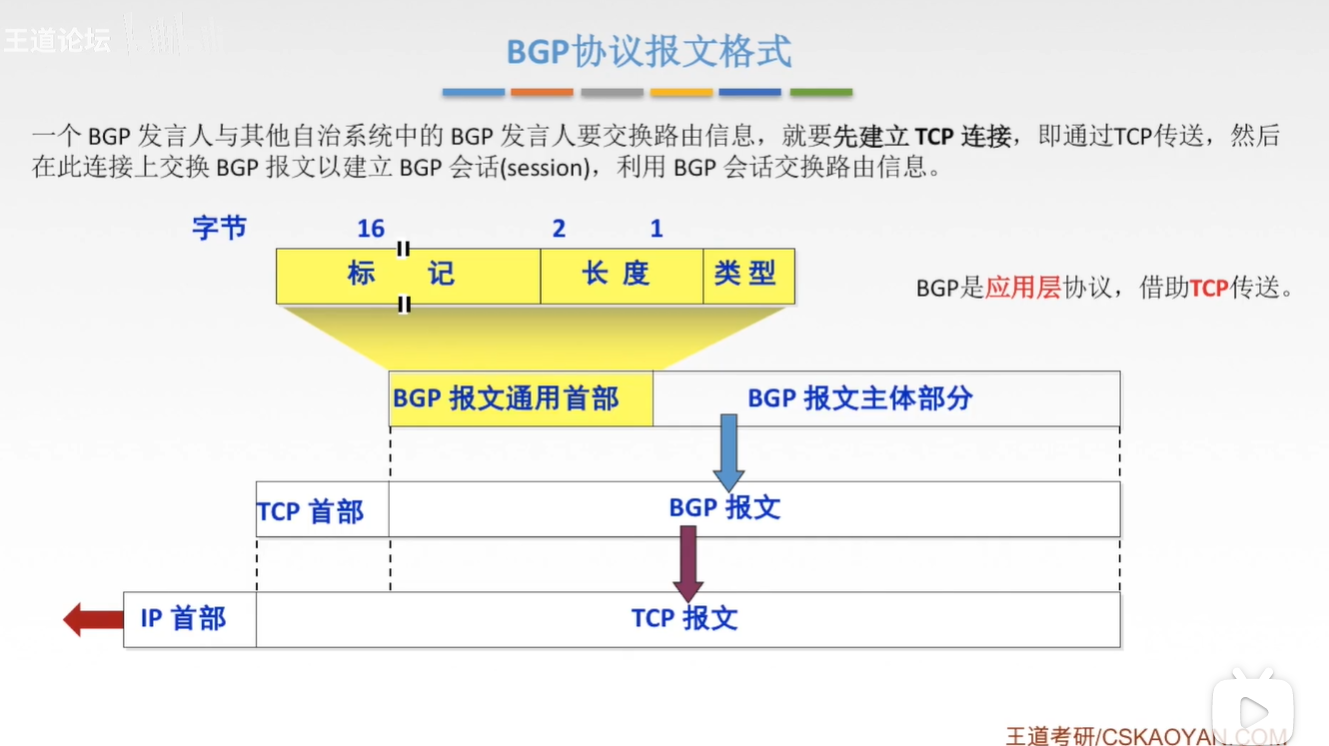 王道论坛
BGP协议报文格式
一个 BGP 发言人与其他自治系统中的 BGP 发言人要交换路由信息，就要先建立 TCP 连接，即通过TCP传送，然后
在此连接上交换 BGP 报文以建立 BGP 会话(session)，利用 BGP 会话交换路由信息。
字节 16 2 1
标 记 长 度 类 型
BGP是应用层协议，借助TCP传送。
BGP 报文通用首部 BGP 报文主体部分
TCP 首部 BGP 报文
IP 首部 TCP 报文
王道考研/CSKAOYAN.COM